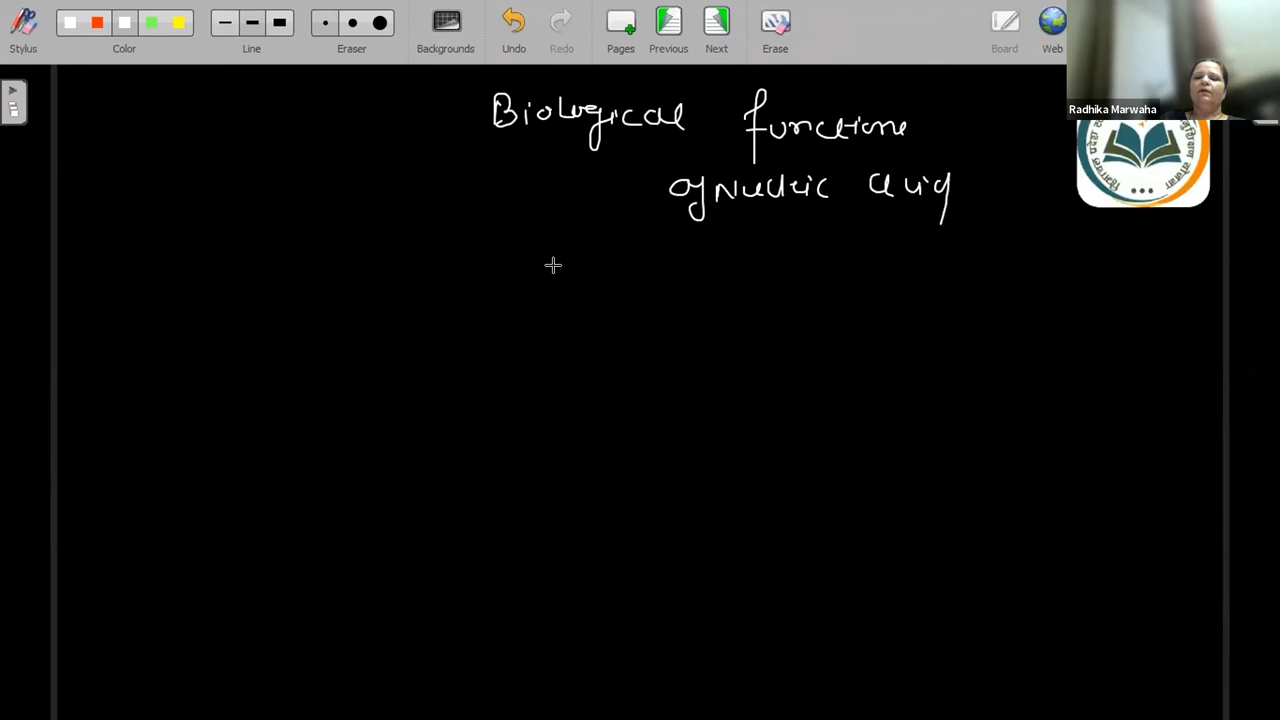 Stylus
Color
Line
Eraser
Backgrounds
Undo
Redo
Pages
Previous
Next
Erase
Board
Web
Radhika Marwaha
Biological functions
of Nucleic acid